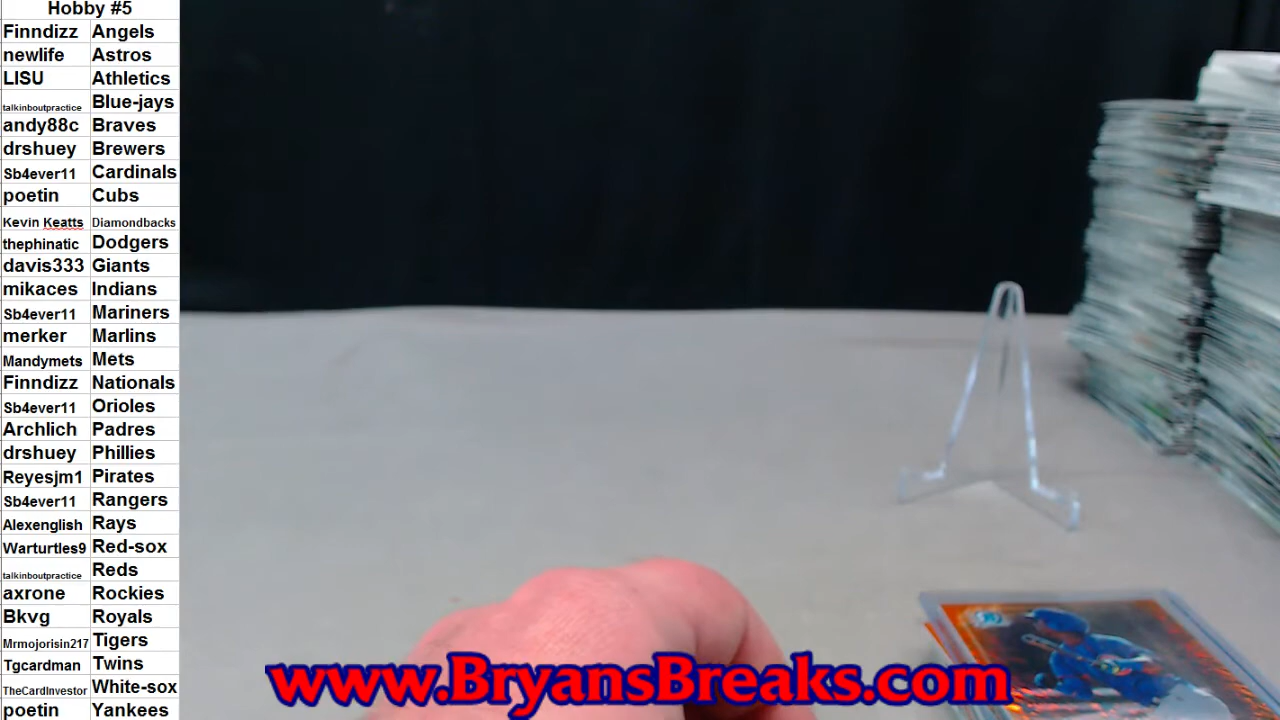 Hobby #5
Finndizz Angels
newlife Astros
LISU Athletics
talkinboutpractice Blue-jays
andy88c Braves
drshuey Brewers
Sb4ever11 Cardinals
poetin Cubs
Kevin Keatts Diamondbacks
thephinatic Dodgers
davis333 Giants
mikaces Indians
Sb4ever11 Mariners
merker Marlins
Mandymets Mets
Finndizz Nationals
Sb4ever11 Orioles
Archlich Padres
drshuey Phillies
Reyesjm1 Pirates
Sb4ever11 Rangers
Alexenglish Rays
Warturtles9 Red-sox
talkinboutpractice Reds
axrone Rockies
Bkvg Royals
Mrmojorisin217 Tigers
Tgcardman Twins
TheCardInvestor White-sox
poetin Yankees
www.BryansBreaks.com